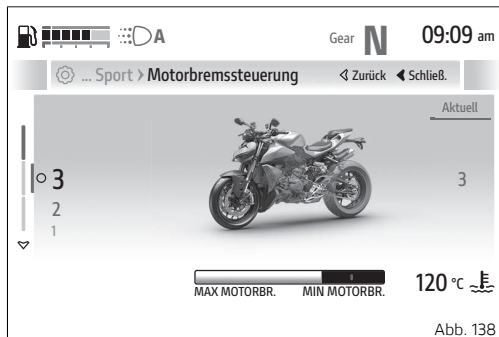 A Gear N 09:09 am
... Sport › Motorbremssteuerung Zurück Schließ.
Aktuell
3 3
2
1
MAX MOTORBR. MIN MOTORBR. 120 °C
Abb. 138